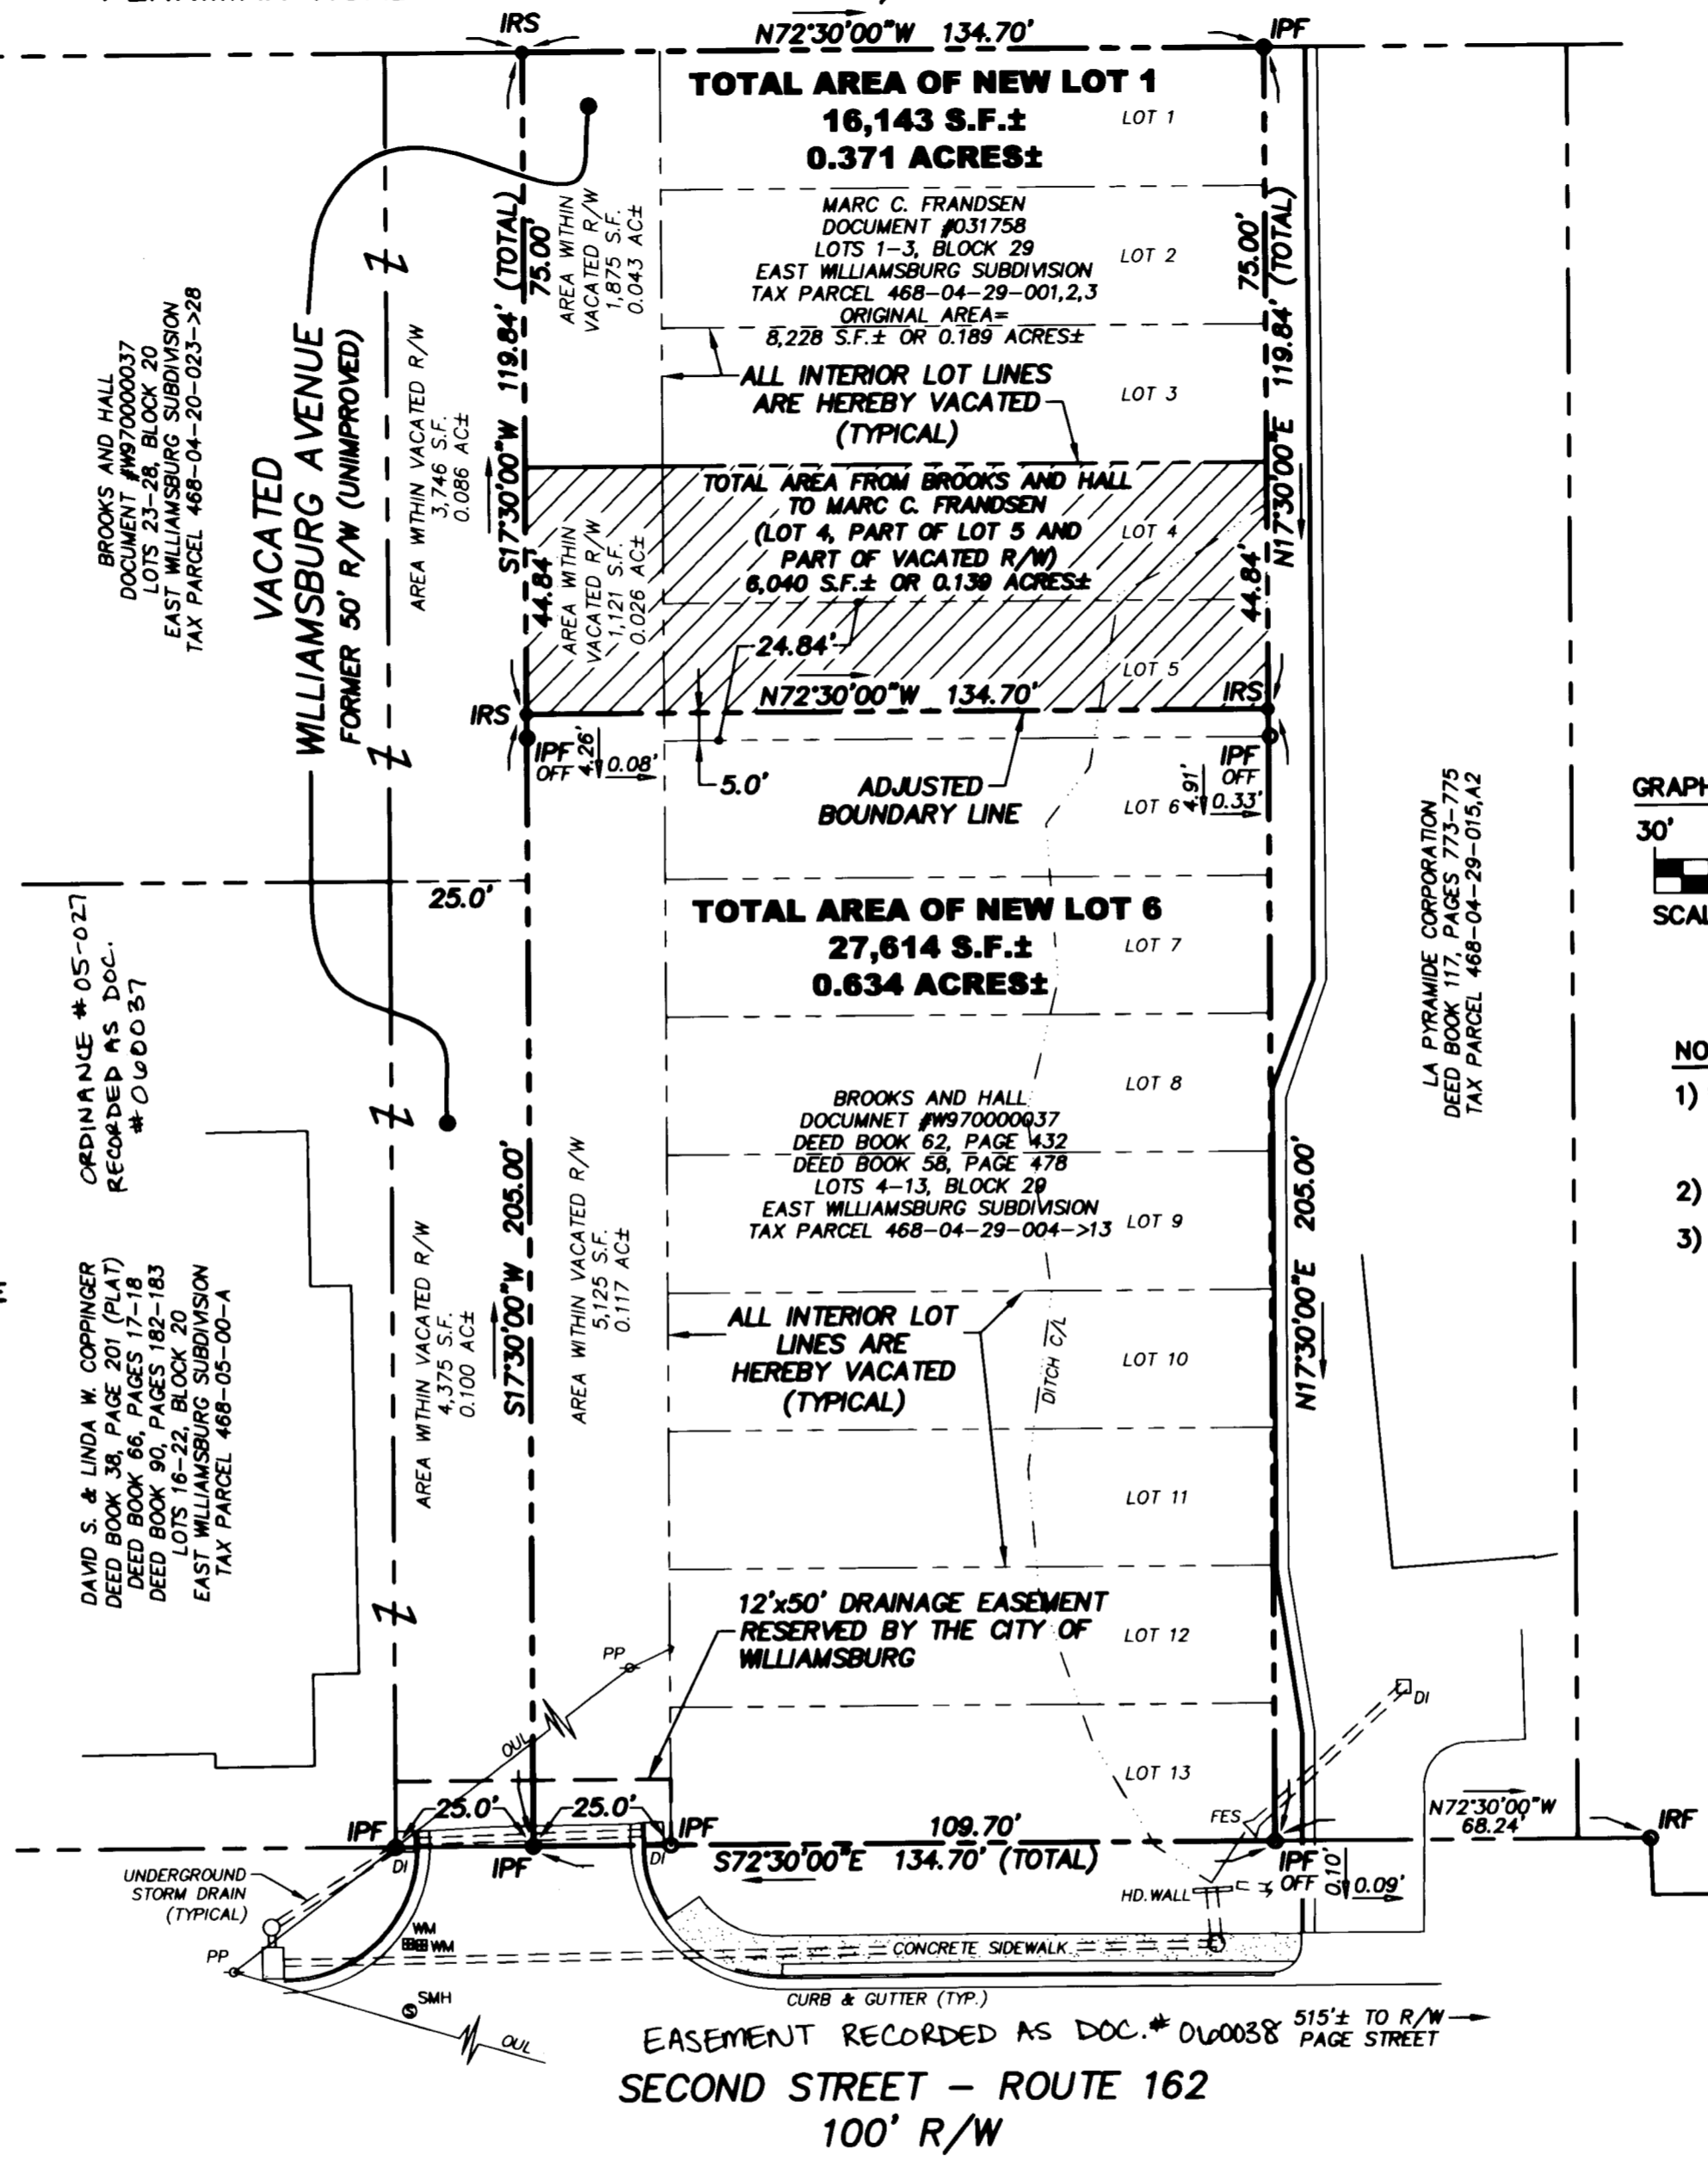 IRS
N72°30'00"W 134.70'
IPF
TOTAL AREA OF NEW LOT 1
16,143 S.F.±
0.371 ACRES±
LOT 1
MARC C. FRANDSEN
DOCUMENT #031758
LOTS 1-3, BLOCK 29
EAST WILLIAMSBURG SUBDIVISION
TAX PARCEL 468-04-29-001,2,3
ORIGINAL AREA=
8,228 S.F.± OR 0.189 ACRES±
LOT 2
S17°30'00"W 119.84' (TOTAL)
75.00'
AREA WITHIN
VACATED R/W
1,875 S.F.
0.043 AC±
75.00'
N17°30'00"E 119.84' (TOTAL)
ALL INTERIOR LOT LINES
ARE HEREBY VACATED
(TYPICAL)
LOT 3
BROOKS AND HALL
DOCUMENT #W970000037
LOTS 23-28, BLOCK 20
EAST WILLIAMSBURG SUBDIVISION
TAX PARCEL 468-04-20-023->28
VACATED
WILLIAMSBURG AVENUE
FORMER 50' R/W (UNIMPROVED)
AREA WITHIN VACATED R/W
3,746 S.F.
0.086 AC±
TOTAL AREA FROM BROOKS AND HALL
TO MARC C. FRANDSEN
(LOT 4, PART OF LOT 5 AND
PART OF VACATED R/W)
6,040 S.F.± OR 0.139 ACRES±
LOT 4
44.84'
AREA WITHIN
VACATED R/W
1,121 S.F.
0.026 AC±
44.84'
24.84'
LOT 5
N72°30'00"W 134.70'
IRS
IRS
IPF
OFF
4.26'
0.08'
5.0'
ADJUSTED
BOUNDARY LINE
LOT 6
IPF
OFF
4.91'
0.33'
LA PYRAMIDE CORPORATION
DEED BOOK 117, PAGES 773-775
TAX PARCEL 468-04-29-015,A2
GRAPH
30'
SCAL
25.0'
TOTAL AREA OF NEW LOT 6
27,614 S.F.±
0.634 ACRES±
LOT 7
ORDINANCE #05-027
RECORDED AS DOC.
#060037
NO
1)
2)
3)
LOT 8
BROOKS AND HALL
DOCUMNET #W970000037
DEED BOOK 62, PAGE 432
DEED BOOK 58, PAGE 478
LOTS 4-13, BLOCK 29
EAST WILLIAMSBURG SUBDIVISION
TAX PARCEL 468-04-29-004->13
LOT 9
S17°30'00"W 205.00'
AREA WITHIN VACATED R/W
5,125 S.F.
0.117 AC±
N17°30'00"E 205.00'
DAVID S. & LINDA W. COPPINGER
DEED BOOK 38, PAGE 201 (PLAT)
DEED BOOK 66, PAGES 17-18
DEED BOOK 90, PAGES 182-183
LOTS 16-22, BLOCK 20
EAST WILLIAMSBURG SUBDIVISION
TAX PARCEL 468-05-00-A
AREA WITHIN VACATED R/W
4,375 S.F.
0.100 AC±
ALL INTERIOR LOT
LINES ARE
HEREBY VACATED
(TYPICAL)
DITCH C/L
LOT 10
LOT 11
12'x50' DRAINAGE EASEMENT
RESERVED BY THE CITY OF
WILLIAMSBURG
LOT 12
PP
OUL
DI
LOT 13
25.0'
25.0'
IPF
IPF
IPF
DI
DI
109.70'
S72°30'00"E 134.70' (TOTAL)
FES
N72°30'00"W
68.24'
IRF
IPF
OFF
0.10'
0.09'
UNDERGROUND
STORM DRAIN
(TYPICAL)
HD.WALL
PP
WM
WM
CONCRETE SIDEWALK
SMH
CURB & GUTTER (TYP.)
OUL
EASEMENT RECORDED AS DOC.# 060038
515'± TO R/W
PAGE STREET
SECOND STREET - ROUTE 162
100' R/W